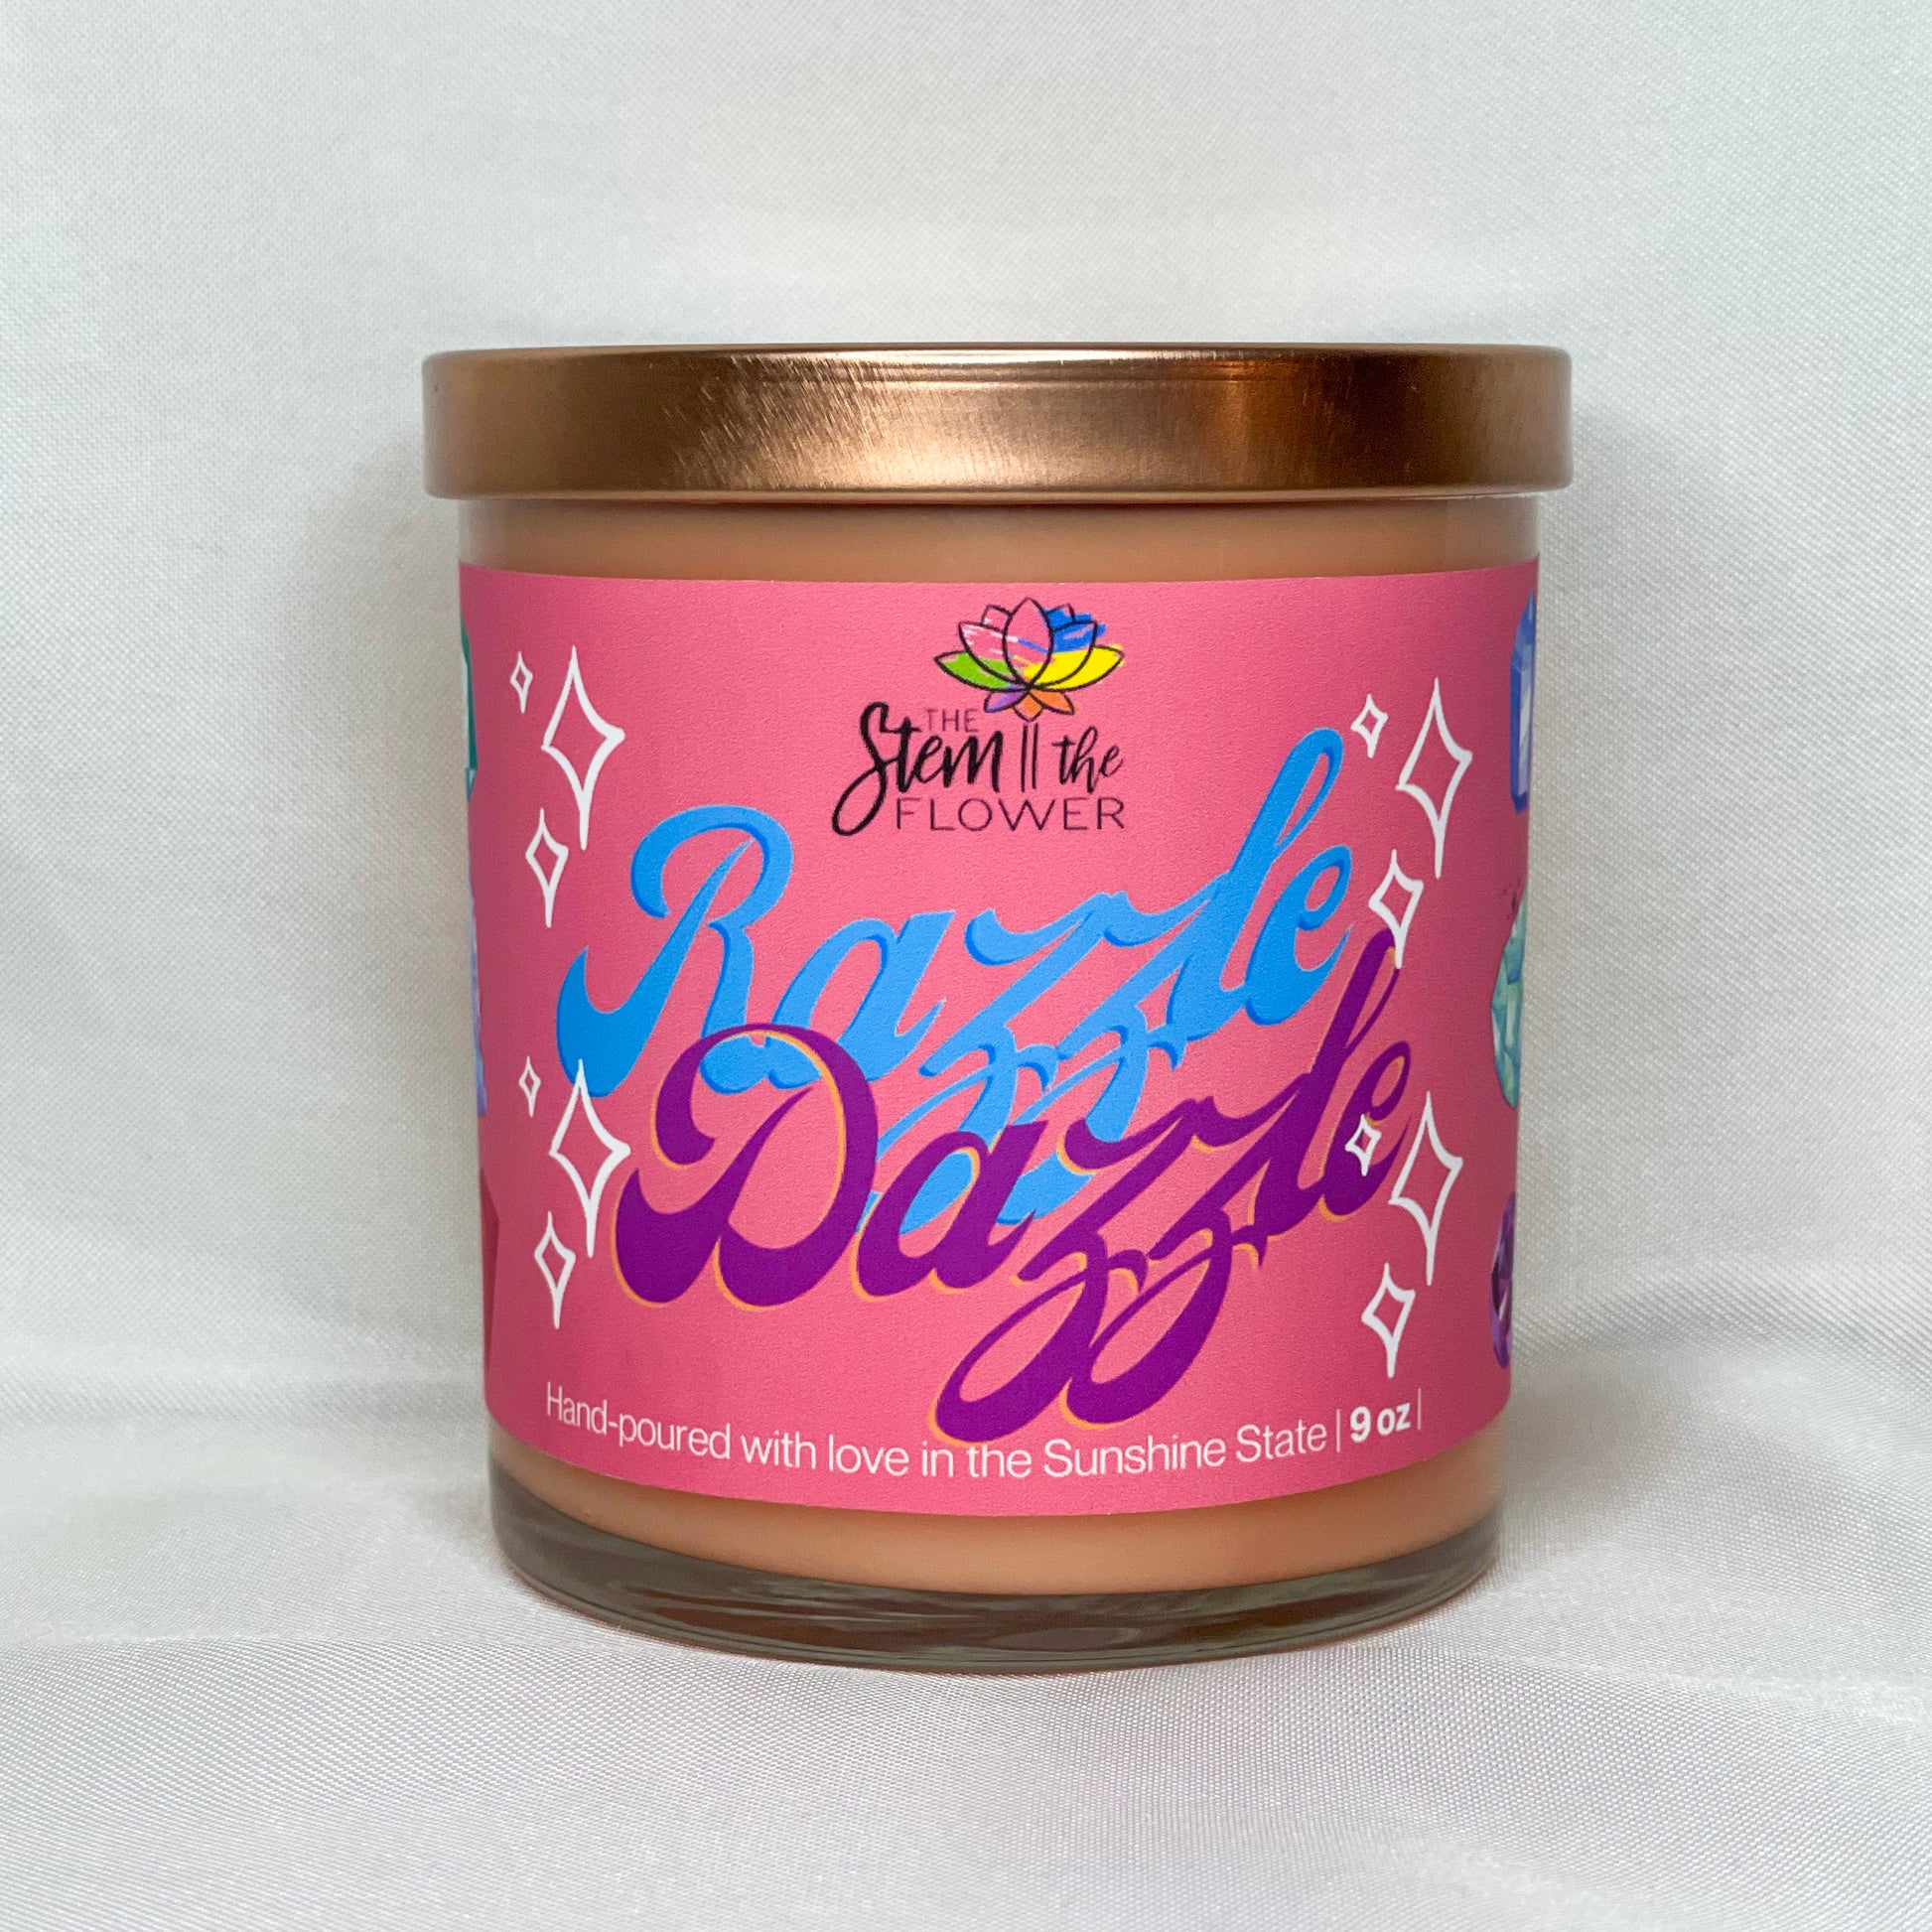 THE
Stem || the
FLOWER
Razzle
Dazzle
Hand-poured with love in the Sunshine State | 9 oz |